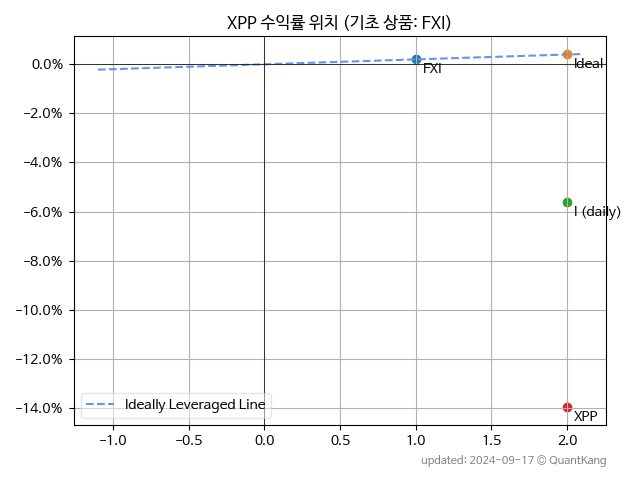 XPP 수익률 위치 (기초 상품: FXI)
0.0%
−2.0%
−4.0%
−6.0%
−8.0%
−10.0%
−12.0%
−14.0%
FXI
Ideal
I (daily)
XPP
Ideally Leveraged Line
−1.0 −0.5 0.0 0.5 1.0 1.5 2.0
updated: 2024-09-17 © QuantKang